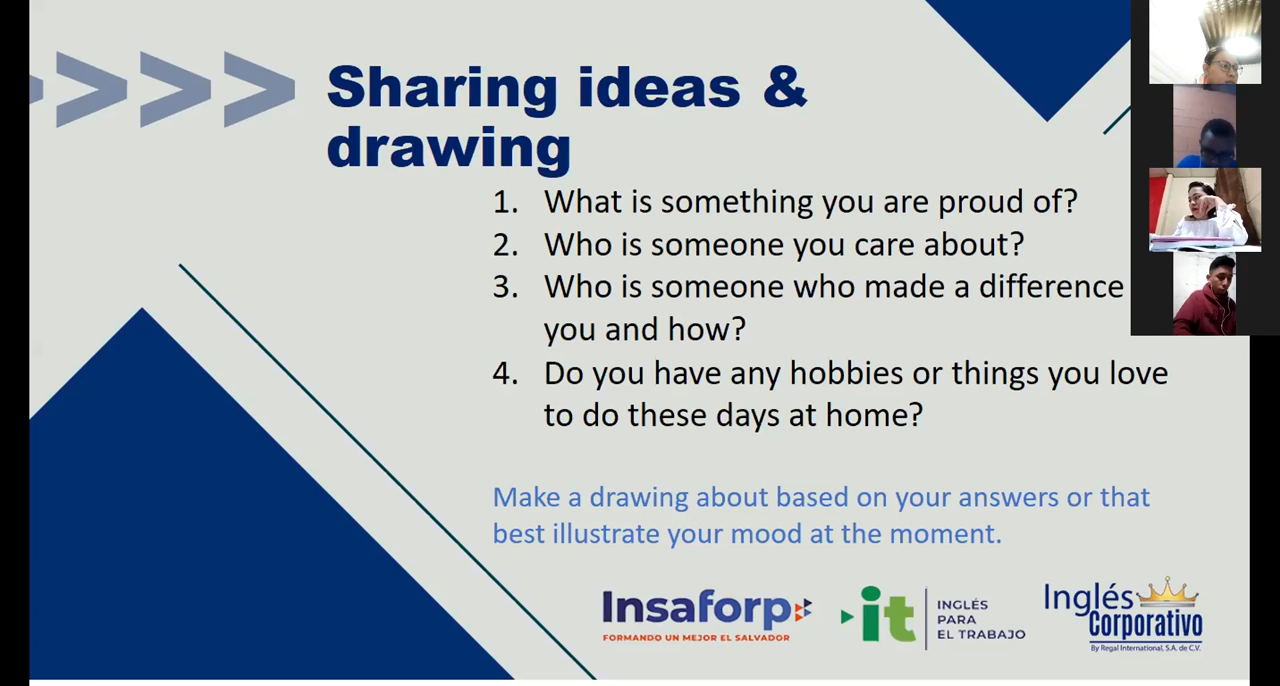 Sharing ideas &
drawing
1. What is something you are proud of?
2. Who is someone you care about?
3. Who is someone who made a difference
you and how?
4. Do you have any hobbies or things you love
to do these days at home?
Make a drawing about based on your answers or that
best illustrate your mood at the moment.
Insaforp
FORMANDO UN MEJOR EL SALVADOR
it
INGLÉS
PARA
EL TRABAJO
Inglés
Corporativo
By Regal International, S.A. de C.V.